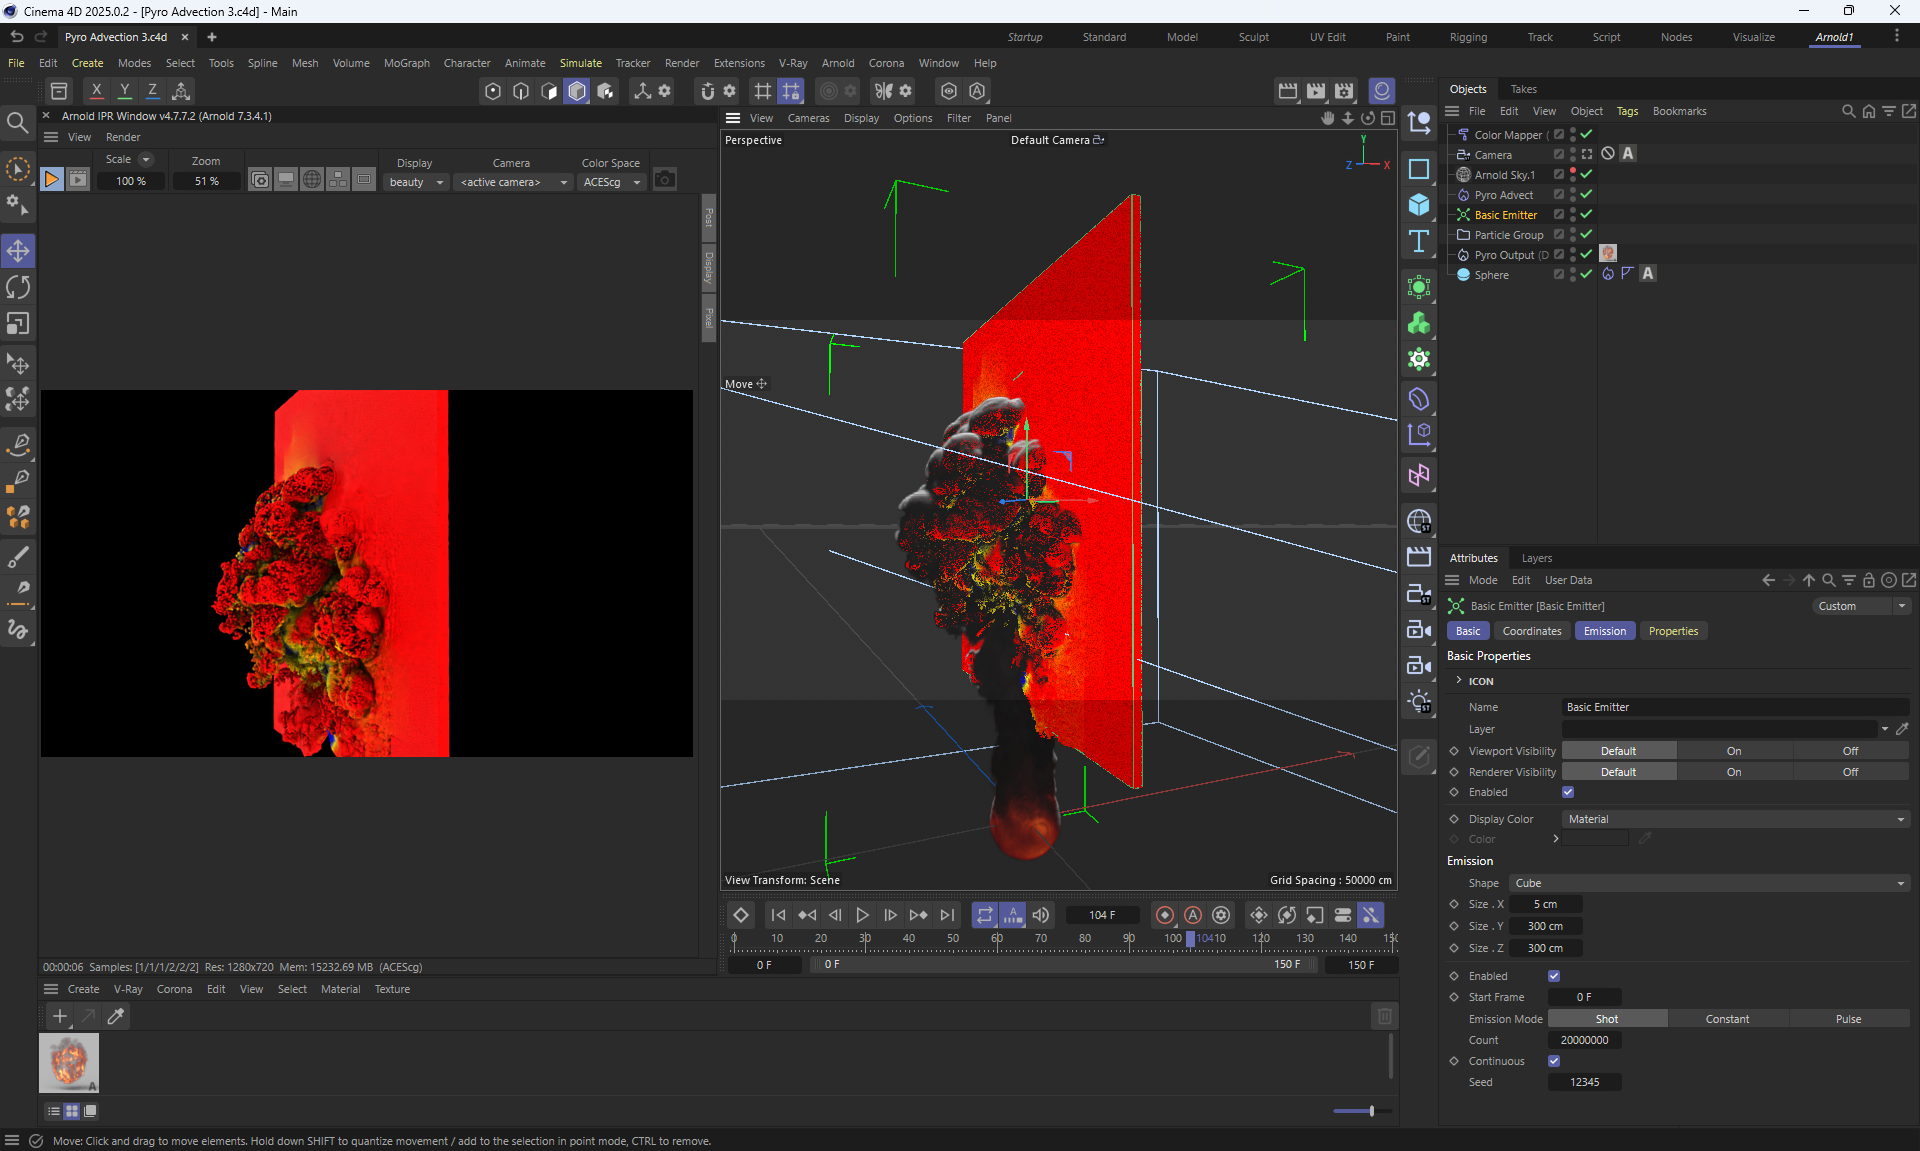 Cinema 4D 2025.0.2 - [Pyro Advection 3.c4d] - Main
Pyro Advection 3.c4d × +
Startup Standard Model Sculpt UV Edit Paint Rigging Track Script Nodes Visualize Arnold1
File Edit Create Modes Select Tools Spline Mesh Volume MoGraph Character Animate Simulate Tracker Render Extensions V-Ray Arnold Corona Window Help
X Y Z
Arnold IPR Window v4.7.7.2 (Arnold 7.3.4.1)
View Render
Scale
100 %
Zoom
51 %
Display
beauty
Camera
<active camera>
Color Space
ACEScg
Post
Display
Pixel
00:00:06 Samples: [1/1/1/2/2/2] Res: 1280x720 Mem: 15232.69 MB (ACEScg)
View Cameras Display Options Filter Panel
Perspective
Default Camera
Y
Z X
Move
View Transform: Scene
Grid Spacing : 50000 cm
104 F
0 10 20 30 40 50 60 70 80 90 100 10410 120 130 140 150
0 F 0 F 150 F 150 F
Create V-Ray Corona Edit View Select Material Texture
A
Objects Takes
File Edit View Object Tags Bookmarks
Color Mapper (
Camera A
Arnold Sky.1
Pyro Advect
Basic Emitter
Particle Group
Pyro Output (D
Sphere A
ST
ST
ST
Attributes Layers
Mode Edit User Data
Basic Emitter [Basic Emitter] Custom
Basic Coordinates Emission Properties
Basic Properties
ICON
Name Basic Emitter
Layer
Viewport Visibility Default On Off
Renderer Visibility Default On Off
Enabled
Display Color Material
Color
Emission
Shape Cube
Size . X 5 cm
Size . Y 300 cm
Size . Z 300 cm
Enabled
Start Frame 0 F
Emission Mode Shot Constant Pulse
Count 20000000
Continuous
Seed 12345
Move: Click and drag to move elements. Hold down SHIFT to quantize movement / add to the selection in point mode, CTRL to remove.